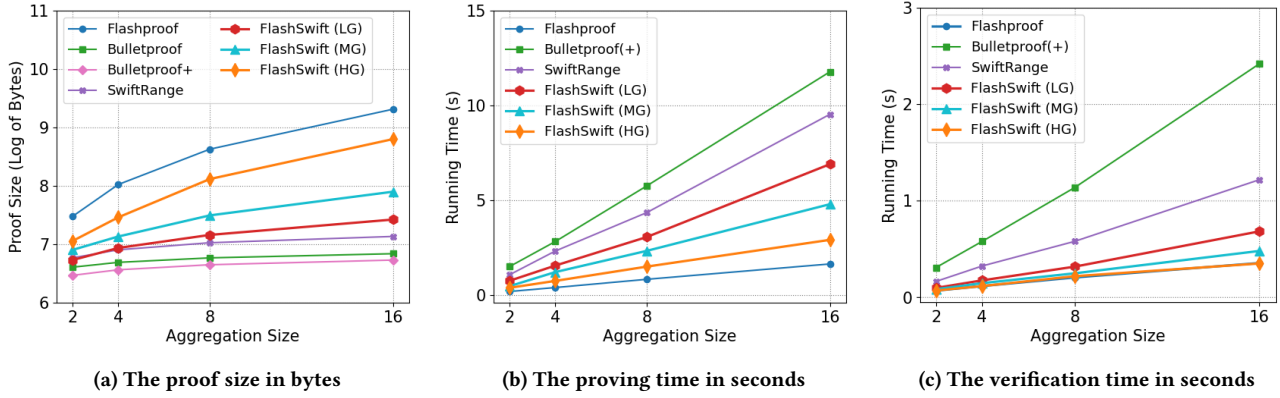 11
10
9
8
7
6
Proof Size (Log of Bytes)
Flashproof
Bulletproof
Bulletproof+
SwiftRange
FlashSwift (LG)
FlashSwift (MG)
FlashSwift (HG)
2 4 8 16
Aggregation Size
(a) The proof size in bytes
15
10
5
0
Running Time (s)
Flashproof
Bulletproof(+)
SwiftRange
FlashSwift (LG)
FlashSwift (MG)
FlashSwift (HG)
2 4 8 16
Aggregation Size
(b) The proving time in seconds
3
2
1
0
Running Time (s)
Flashproof
Bulletproof(+)
SwiftRange
FlashSwift (LG)
FlashSwift (MG)
FlashSwift (HG)
2 4 8 16
Aggregation Size
(c) The verification time in seconds